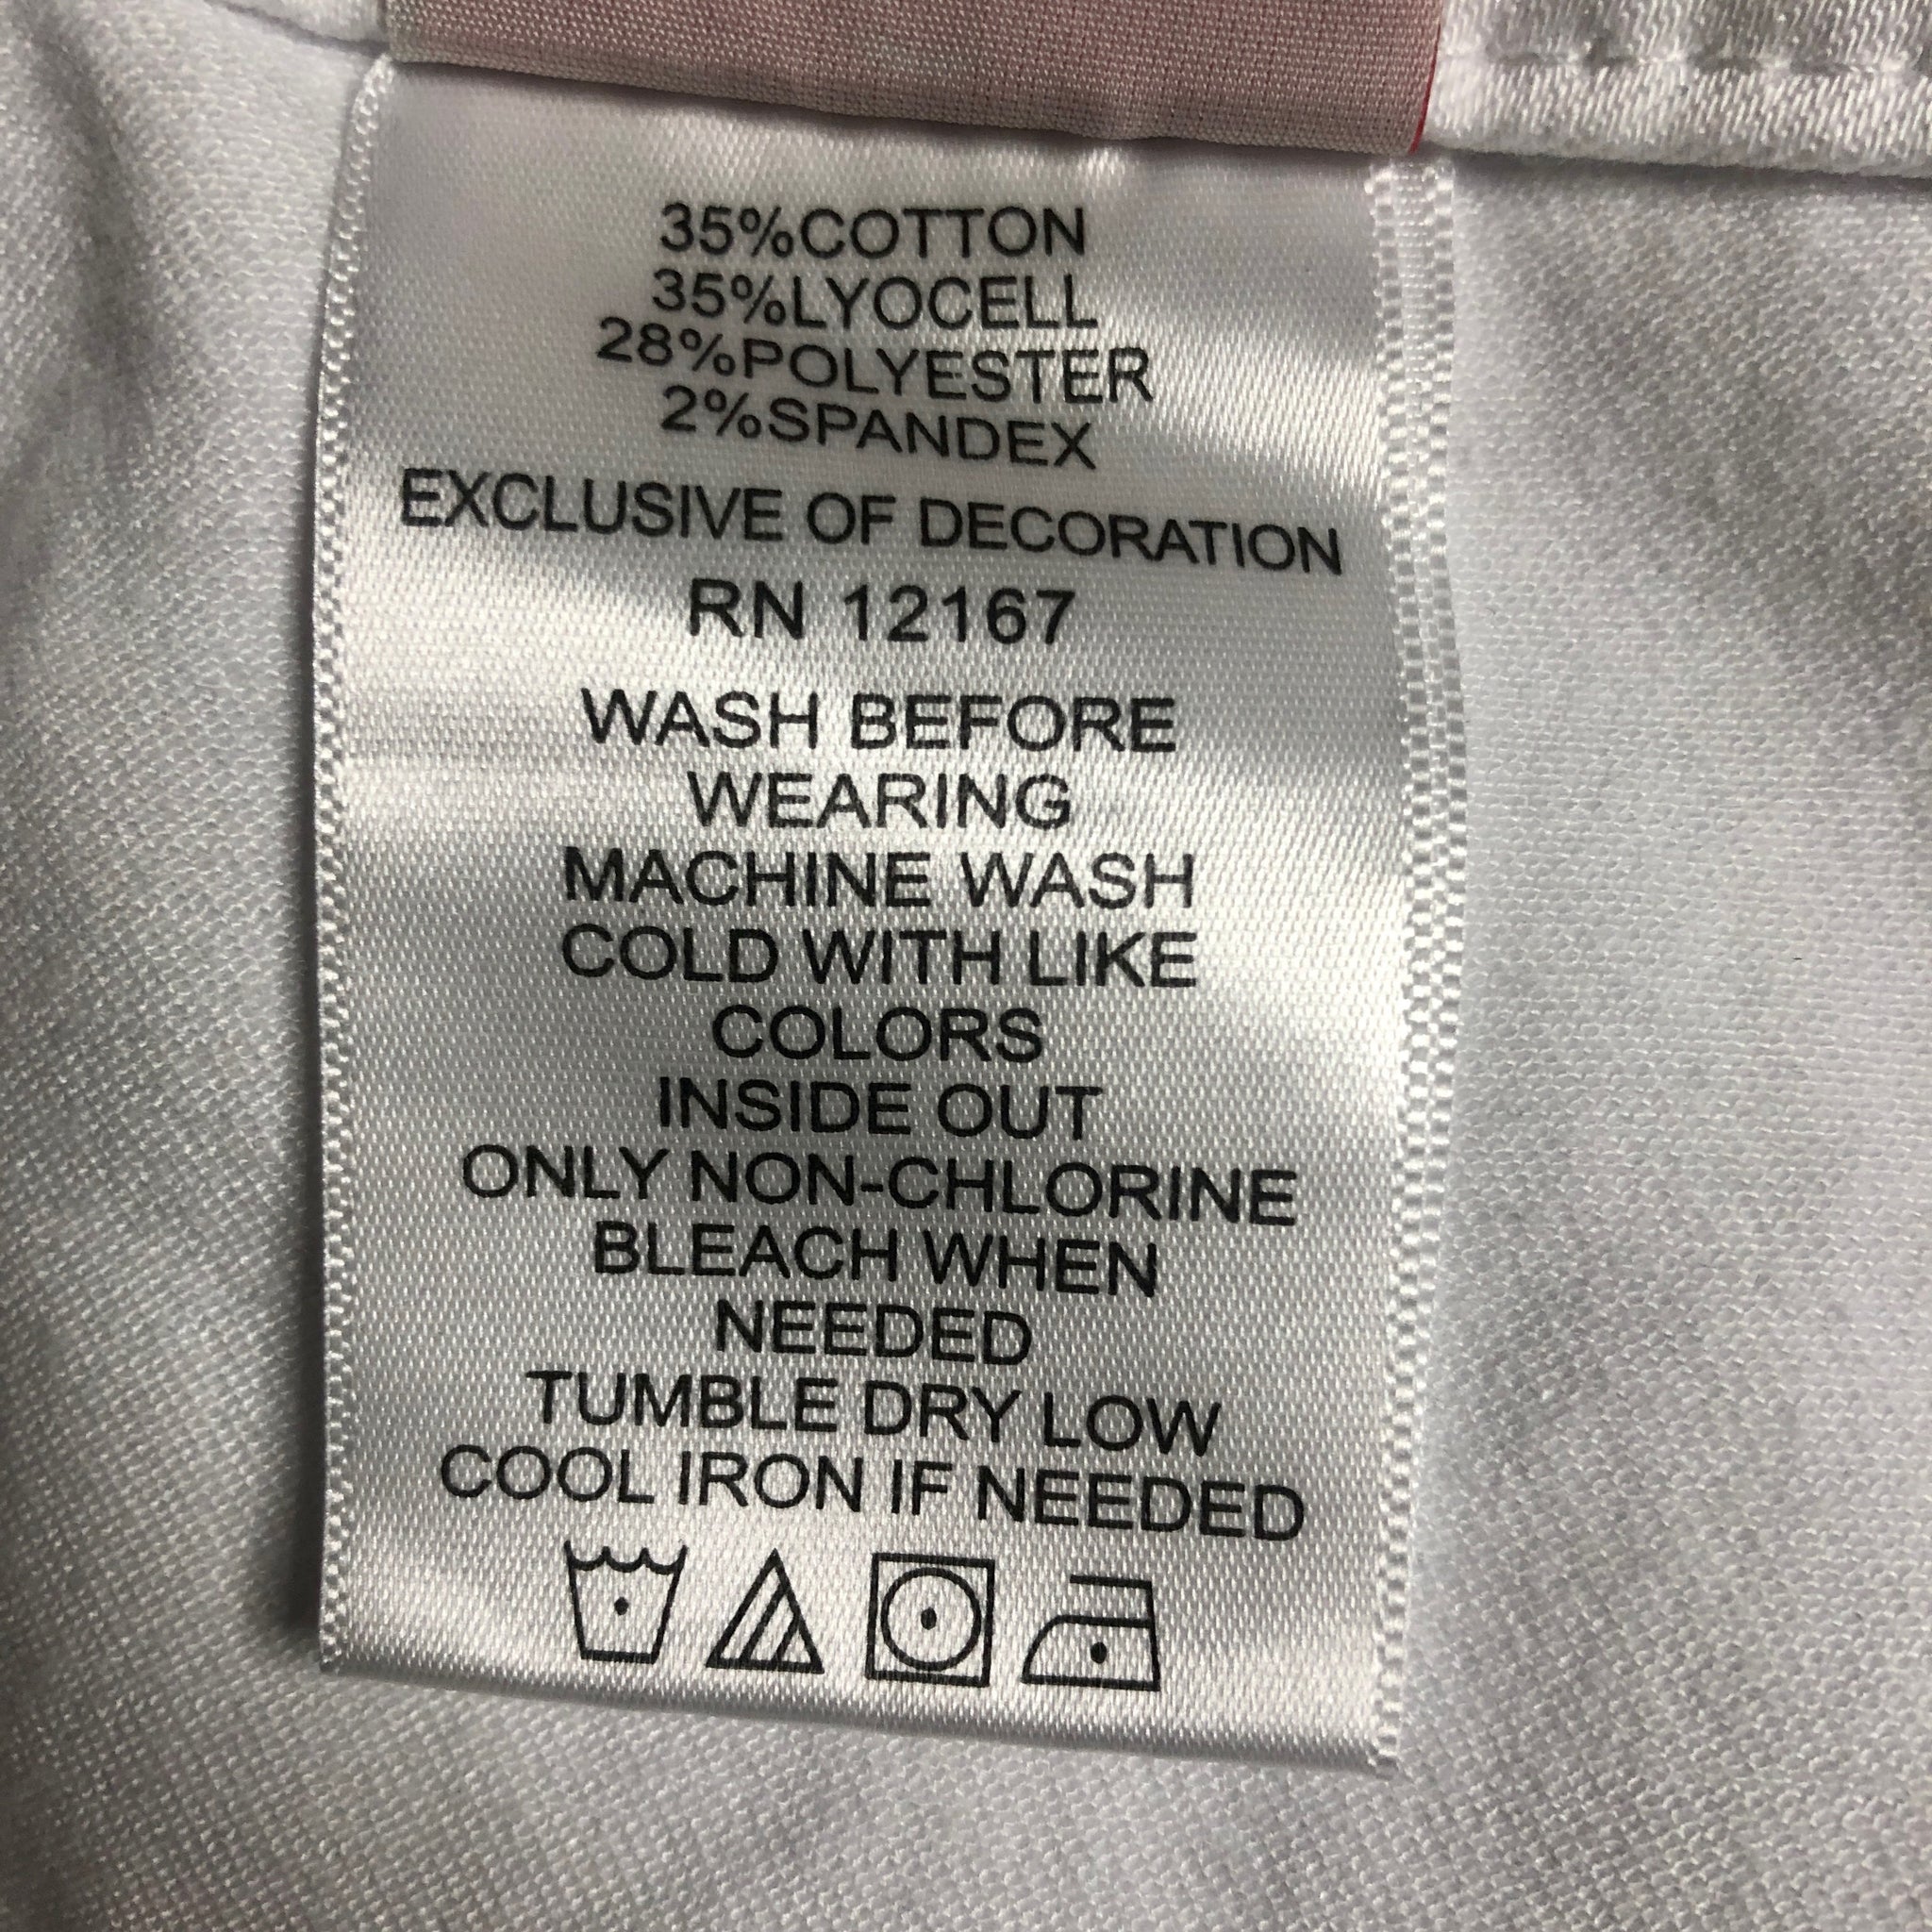 35%COTTON
35%LYOCELL
28%POLYESTER
2%SPANDEX
EXCLUSIVE OF DECORATION
RN 12167
WASH BEFORE
WEARING
MACHINE WASH
COLD WITH LIKE
COLORS
INSIDE OUT
ONLY NON-CHLORINE
BLEACH WHEN
NEEDED
TUMBLE DRY LOW
COOL IRON IF NEEDED